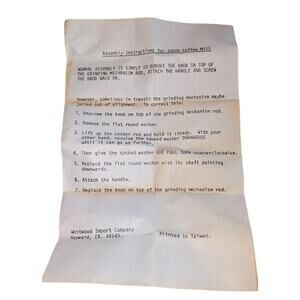 Assembly Instructions for Coffee Mill
NORMAL ASSEMBLY IS SIMPLY TO REMOVE THE KNOB ON TOP OF
THE GRINDING MECHANISM ROD, ATTACH THE HANDLE AND SCREW
THE KNOB BACK ON.
However, sometimes in transit the grinding mechanism maybe
jarred out of alignment. To correct this:
1. Unscrew the knob on top of the grinding mechanism rod.
2. Remove the flat round washer.
3. Lift up the center rod and hold it steady. With your
other hand, revolve the spoked washer DOWNWARDS
until it can go no further.
4. Then give the spoked washer ONE FULL TURN counterclockwise.
5. Replace the flat round washer with its shaft pointing
downwards.
6. Attach the handle.
7. Replace the knob on top of the grinding mechanism rod.
Westwood Import Company
Hayward, CA. 94545
Printed in Taiwan.